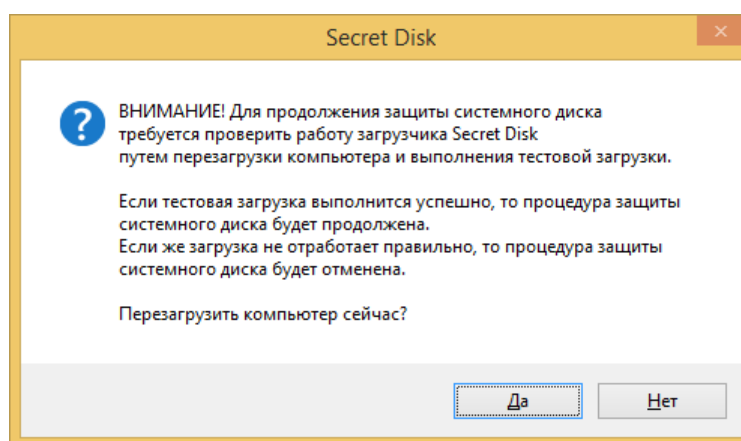 Secret Disk
ВНИМАНИЕ! Для продолжения защиты системного диска
требуется проверить работу загрузчика Secret Disk
путем перезагрузки компьютера и выполнения тестовой загрузки.
Если тестовая загрузка выполнится успешно, то процедура защиты
системного диска будет продолжена.
Если же загрузка не отработает правильно, то процедура защиты
системного диска будет отменена.
Перезагрузить компьютер сейчас?
Да
Нет